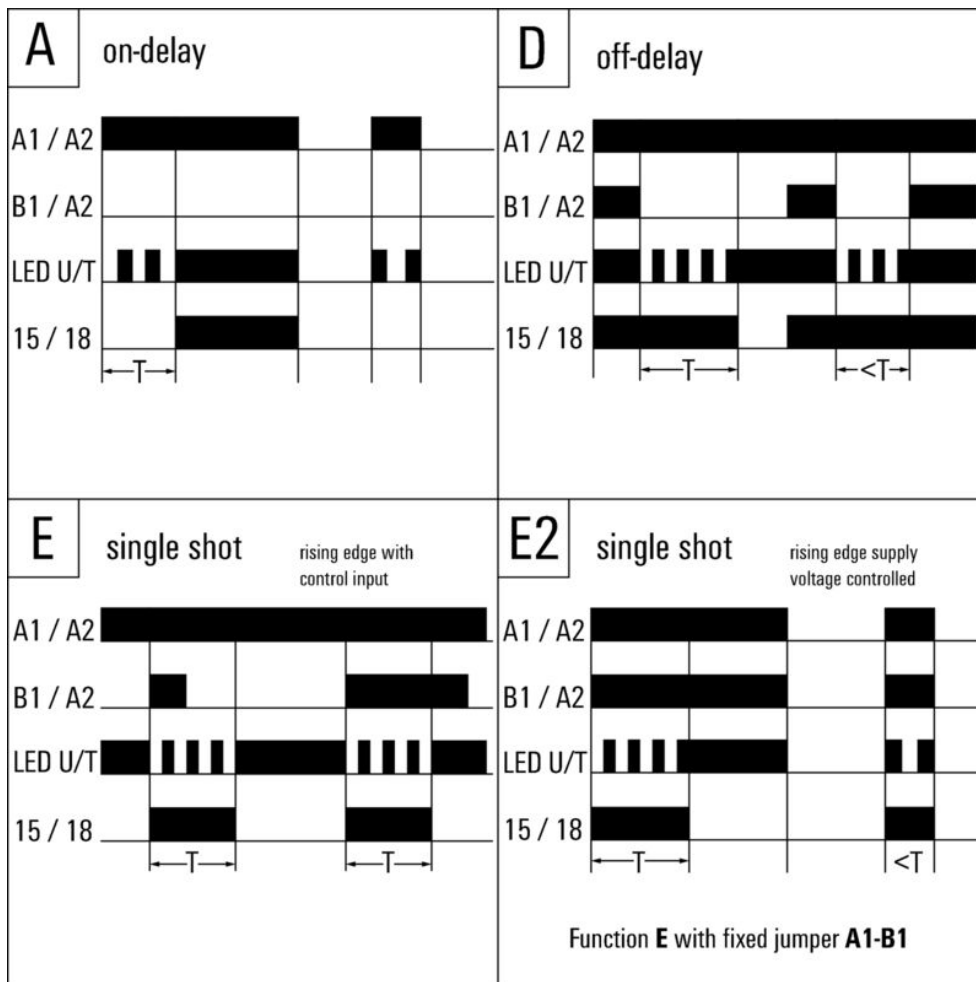 A on-delay
A1 / A2
B1 / A2
LED U/T
15 / 18
T
D off-delay
A1 / A2
B1 / A2
LED U/T
15 / 18
T <T
E single shot rising edge with
control input
A1 / A2
B1 / A2
LED U/T
15 / 18
T T
E2 single shot rising edge supply
voltage controlled
A1 / A2
B1 / A2
LED U/T
15 / 18
T <T
Function E with fixed jumper A1-B1